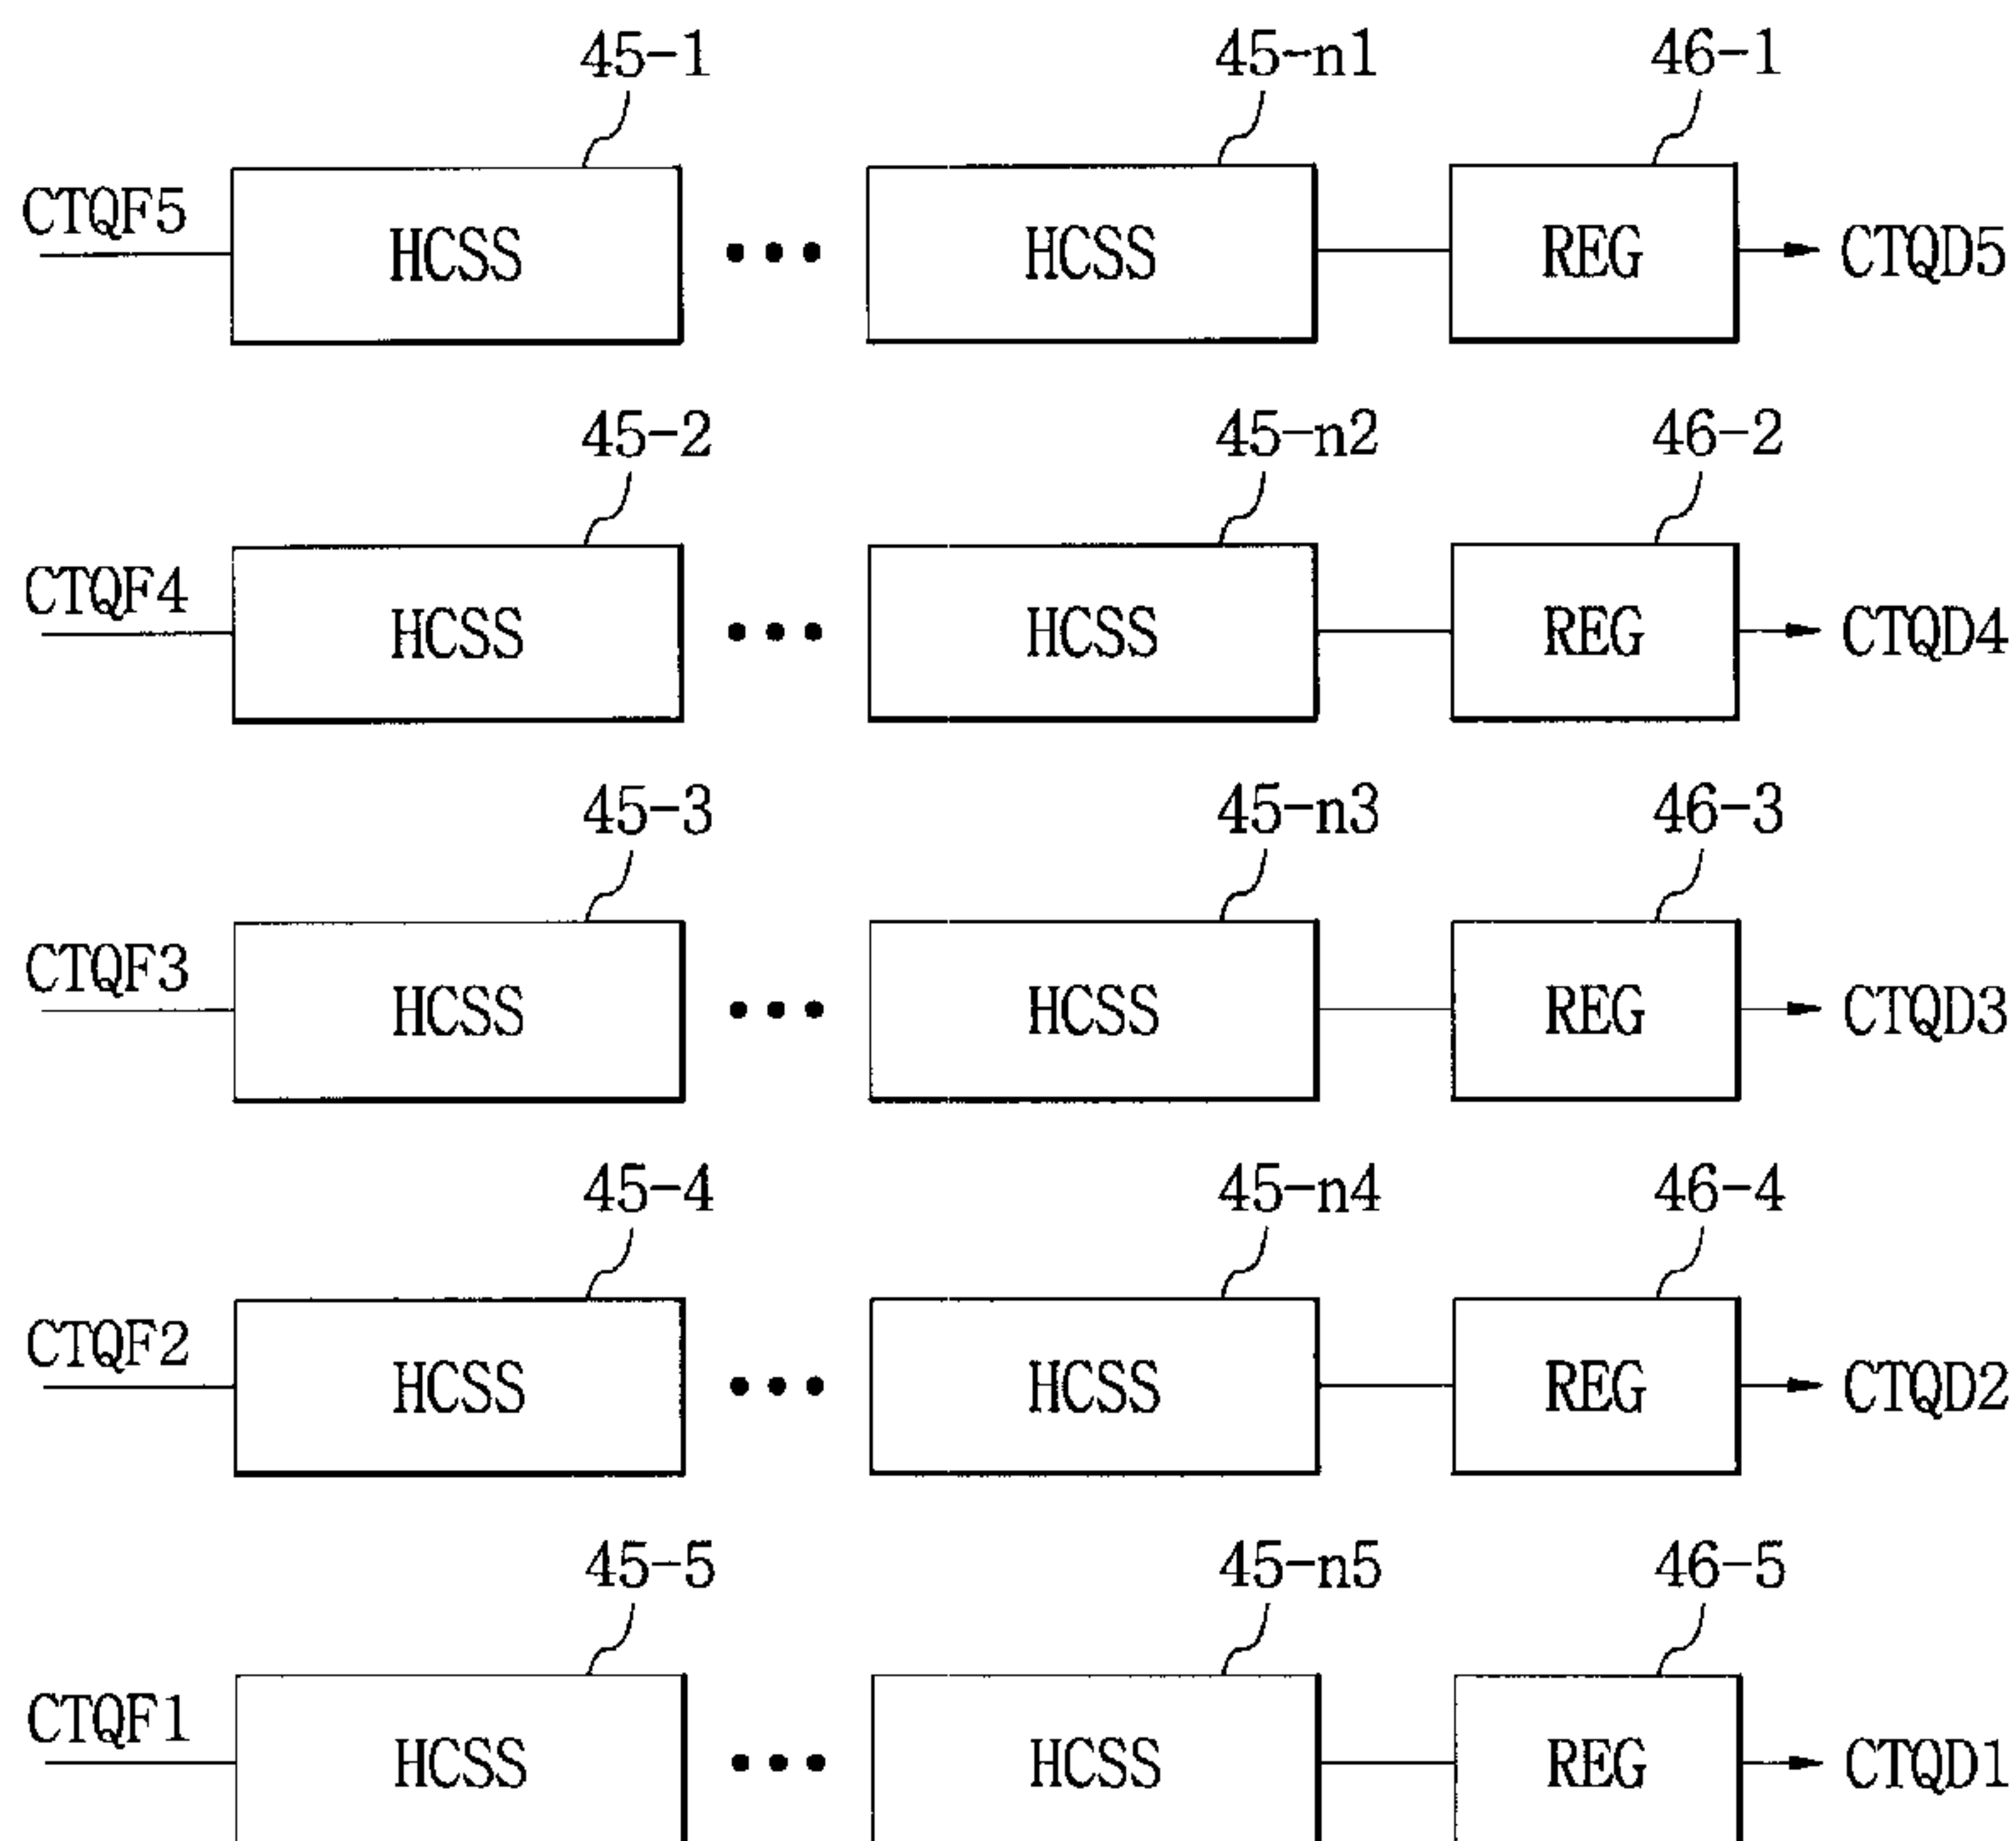 45-1 45-n1 46-1
CTQF5 HCSS ••• HCSS REG CTQD5
45-2 45-n2 46-2
CTQF4 HCSS ••• HCSS REG CTQD4
45-3 45-n3 46-3
CTQF3 HCSS ••• HCSS REG CTQD3
45-4 45-n4 46-4
CTQF2 HCSS ••• HCSS REG CTQD2
45-5 45-n5 46-5
CTQF1 HCSS ••• HCSS REG CTQD1